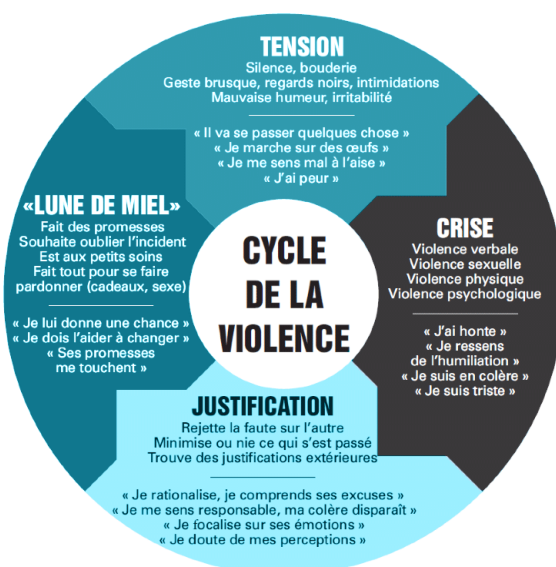 TENSION
Silence, bouderie
Geste brusque, regards noirs, intimidations
Mauvaise humeur, irritabilité
« Il va se passer quelques chose »
« Je marche sur des œufs »
« Je me sens mal à l’aise »
« J’ai peur »
CRISE
Violence verbale
Violence sexuelle
Violence physique
Violence psychologique
« J’ai honte »
« Je ressens
de l’humiliation »
« Je suis en colère »
« Je suis triste »
JUSTIFICATION
Rejette la faute sur l’autre
Minimise ou nie ce qui s’est passé
Trouve des justifications extérieures
« Je rationalise, je comprends ses excuses »
« Je me sens responsable, ma colère disparaît »
« Je focalise sur ses émotions »
« Je doute de mes perceptions »
«LUNE DE MIEL»
Fait des promesses
Souhaite oublier l’incident
Est aux petits soins
Fait tout pour se faire
pardonner (cadeaux, sexe)
« Je lui donne une chance »
« Je dois l’aider à changer »
« Ses promesses
me touchent »
CYCLE
DE LA
VIOLENCE